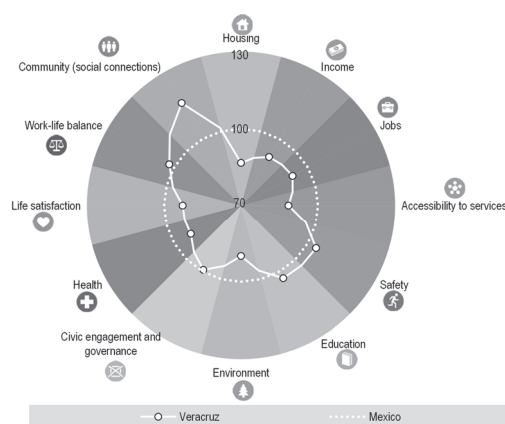 Housing
130
Community (social connections)
Income
Work-life balance
100
Jobs
Life satisfaction
70
Accessibility to services
Health
Safety
Civic engagement and
governance
Education
Environment
Veracruz
Mexico